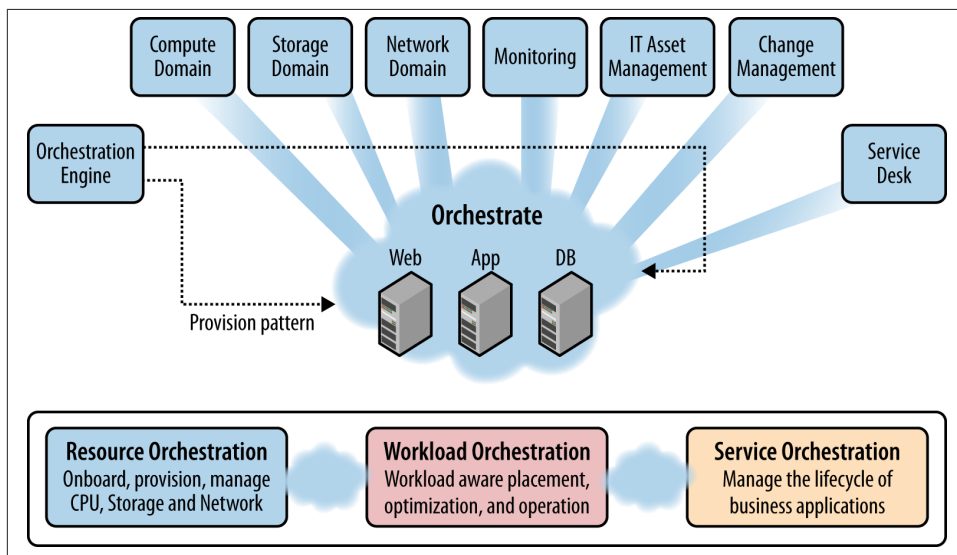 Compute
Domain
Storage
Domain
Network
Domain
Monitoring
IT Asset
Management
Change
Management
Orchestration
Engine
Service
Desk
Orchestrate
Web
App
DB
Provision pattern
Resource Orchestration
Onboard, provision, manage
CPU, Storage and Network
Workload Orchestration
Workload aware placement,
optimization, and operation
Service Orchestration
Manage the lifecycle of
business applications